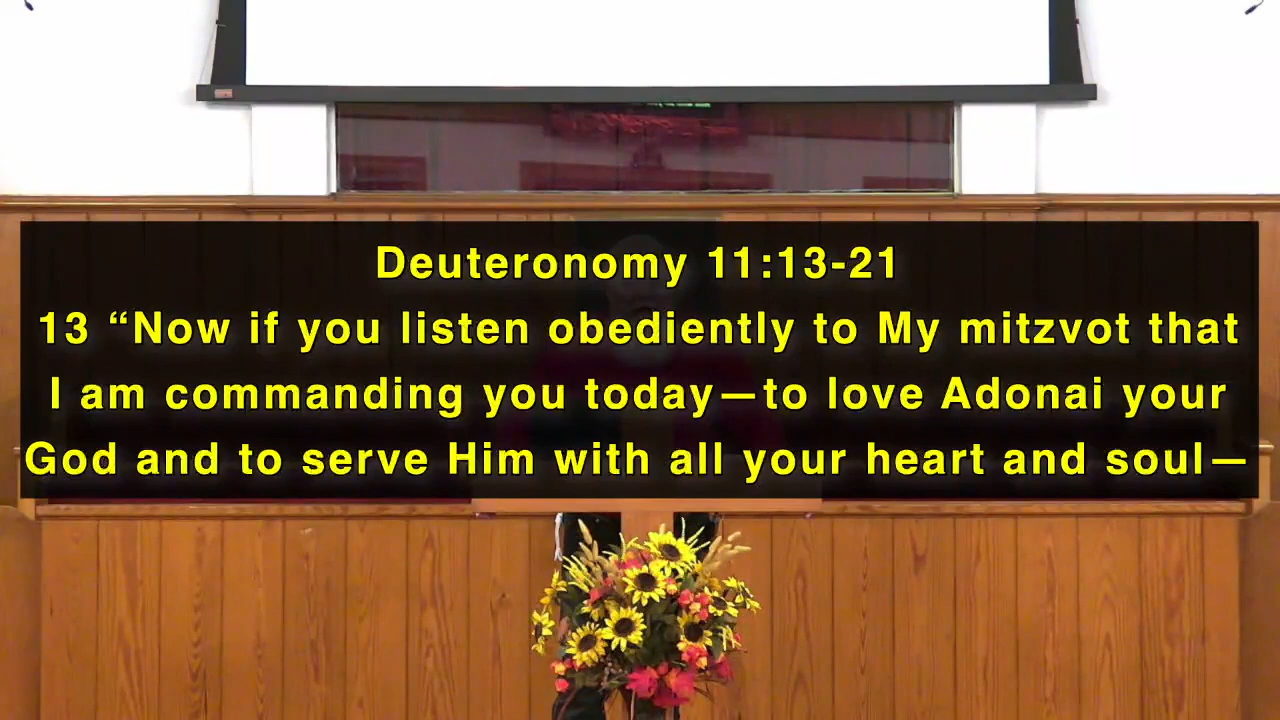 Deuteronomy 11:13-21
13 “Now if you listen obediently to My mitzvot that
I am commanding you today—to love Adonai your
God and to serve Him with all your heart and soul—